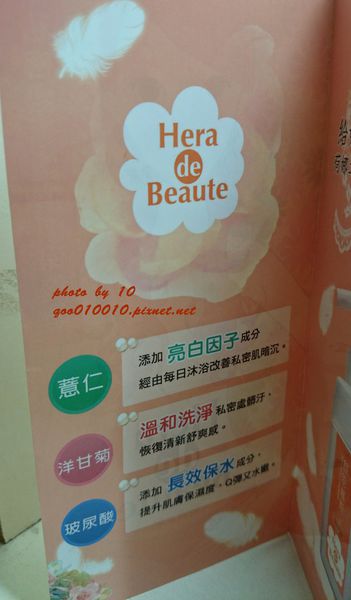 Hera
de
Beaute
photo by 10
goo010010.pixnet.net
薏仁
添加 亮白因子 成分
經由每日沐浴改善私密肌暗沉。
洋甘菊
溫和洗淨 私密處髒汙，
恢復清新舒爽感。
玻尿酸
添加 長效保水 成分，
提升肌膚保濕度，Q彈又水嫩。
給